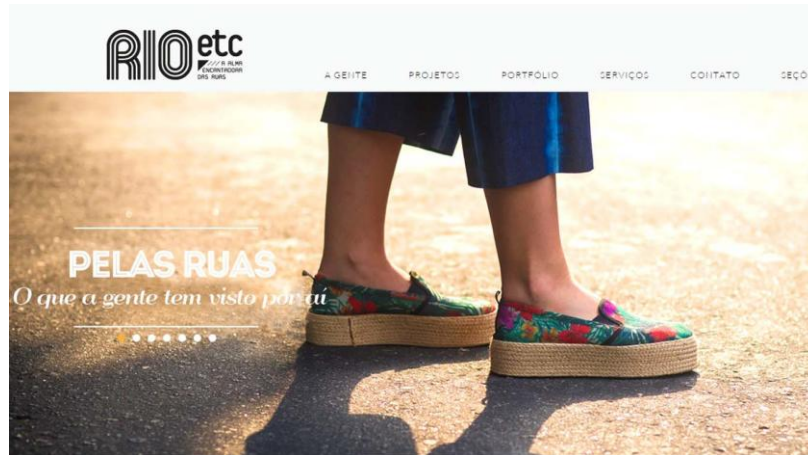 RIO etc
A ALMA
ENCANTADORA
DAS RUAS
A GENTE PROJETOS PORTFÓLIO SERVIÇOS CONTATO SEÇÕ
PELAS RUAS
O que a gente tem visto por aí